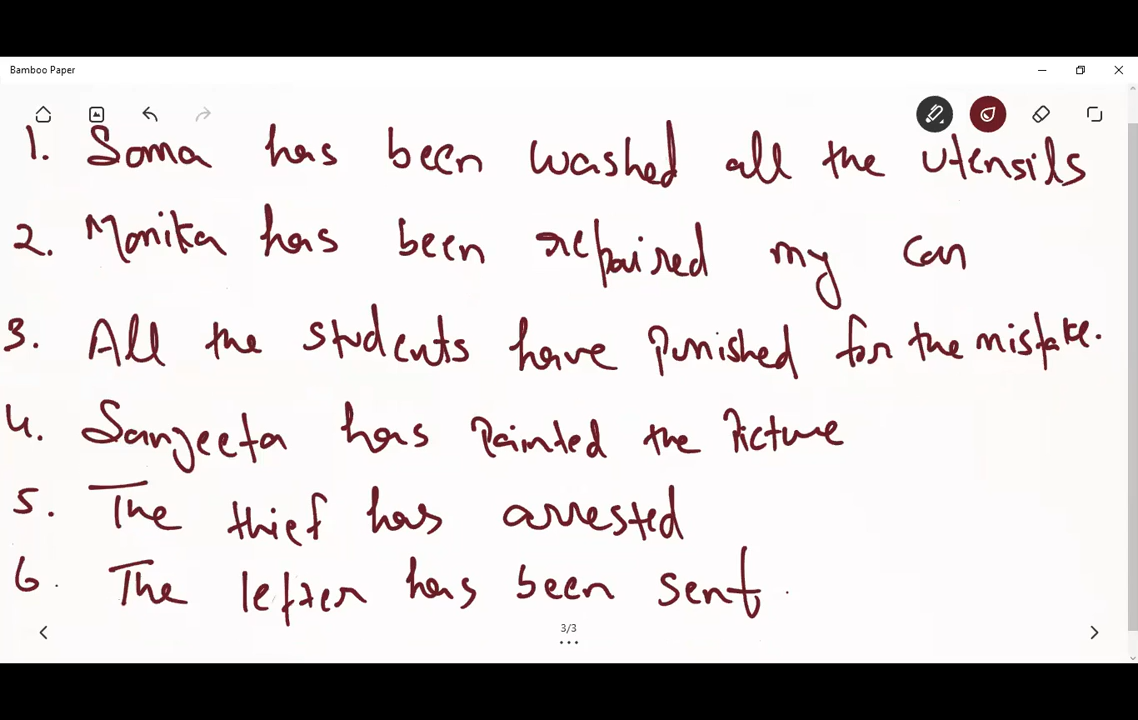 Bamboo Paper
1. Soma has been washed all the utensils
2. Monika has been repaired my car
3. All the students have punished for the mistake.
4. Sanjeeta has painted the picture
5. The thief has arrested
6. The letter has been sent.
3/3